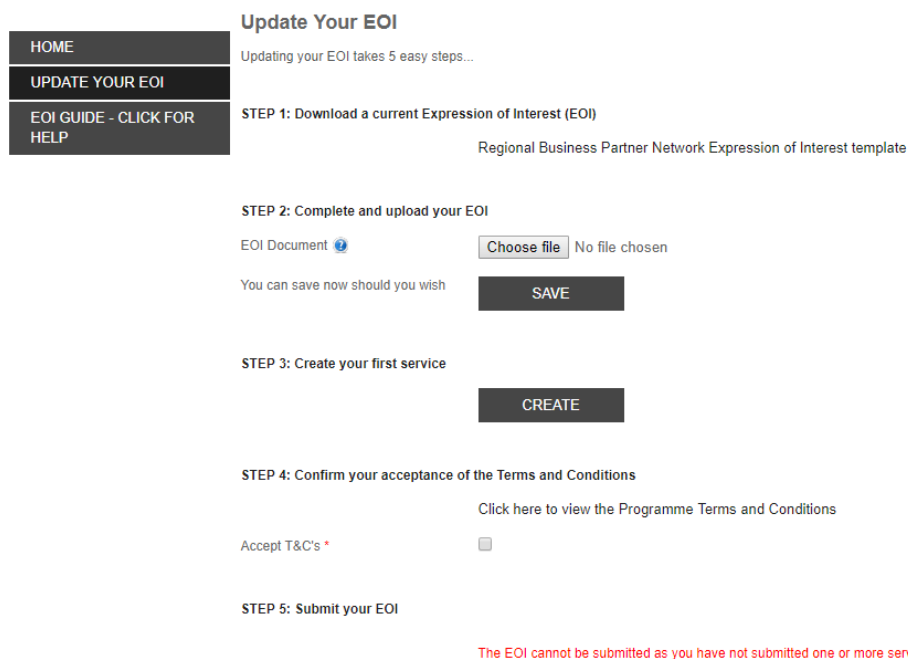 Update Your EOI
HOME
Updating your EOI takes 5 easy steps...
UPDATE YOUR EOI
EOI GUIDE - CLICK FOR
HELP
STEP 1: Download a current Expression of Interest (EOI)
Regional Business Partner Network Expression of Interest template
STEP 2: Complete and upload your EOI
EOI Document ?
Choose file No file chosen
You can save now should you wish
SAVE
STEP 3: Create your first service
CREATE
STEP 4: Confirm your acceptance of the Terms and Conditions
Click here to view the Programme Terms and Conditions
Accept T&C's *
STEP 5: Submit your EOI
The EOI cannot be submitted as you have not submitted one or more